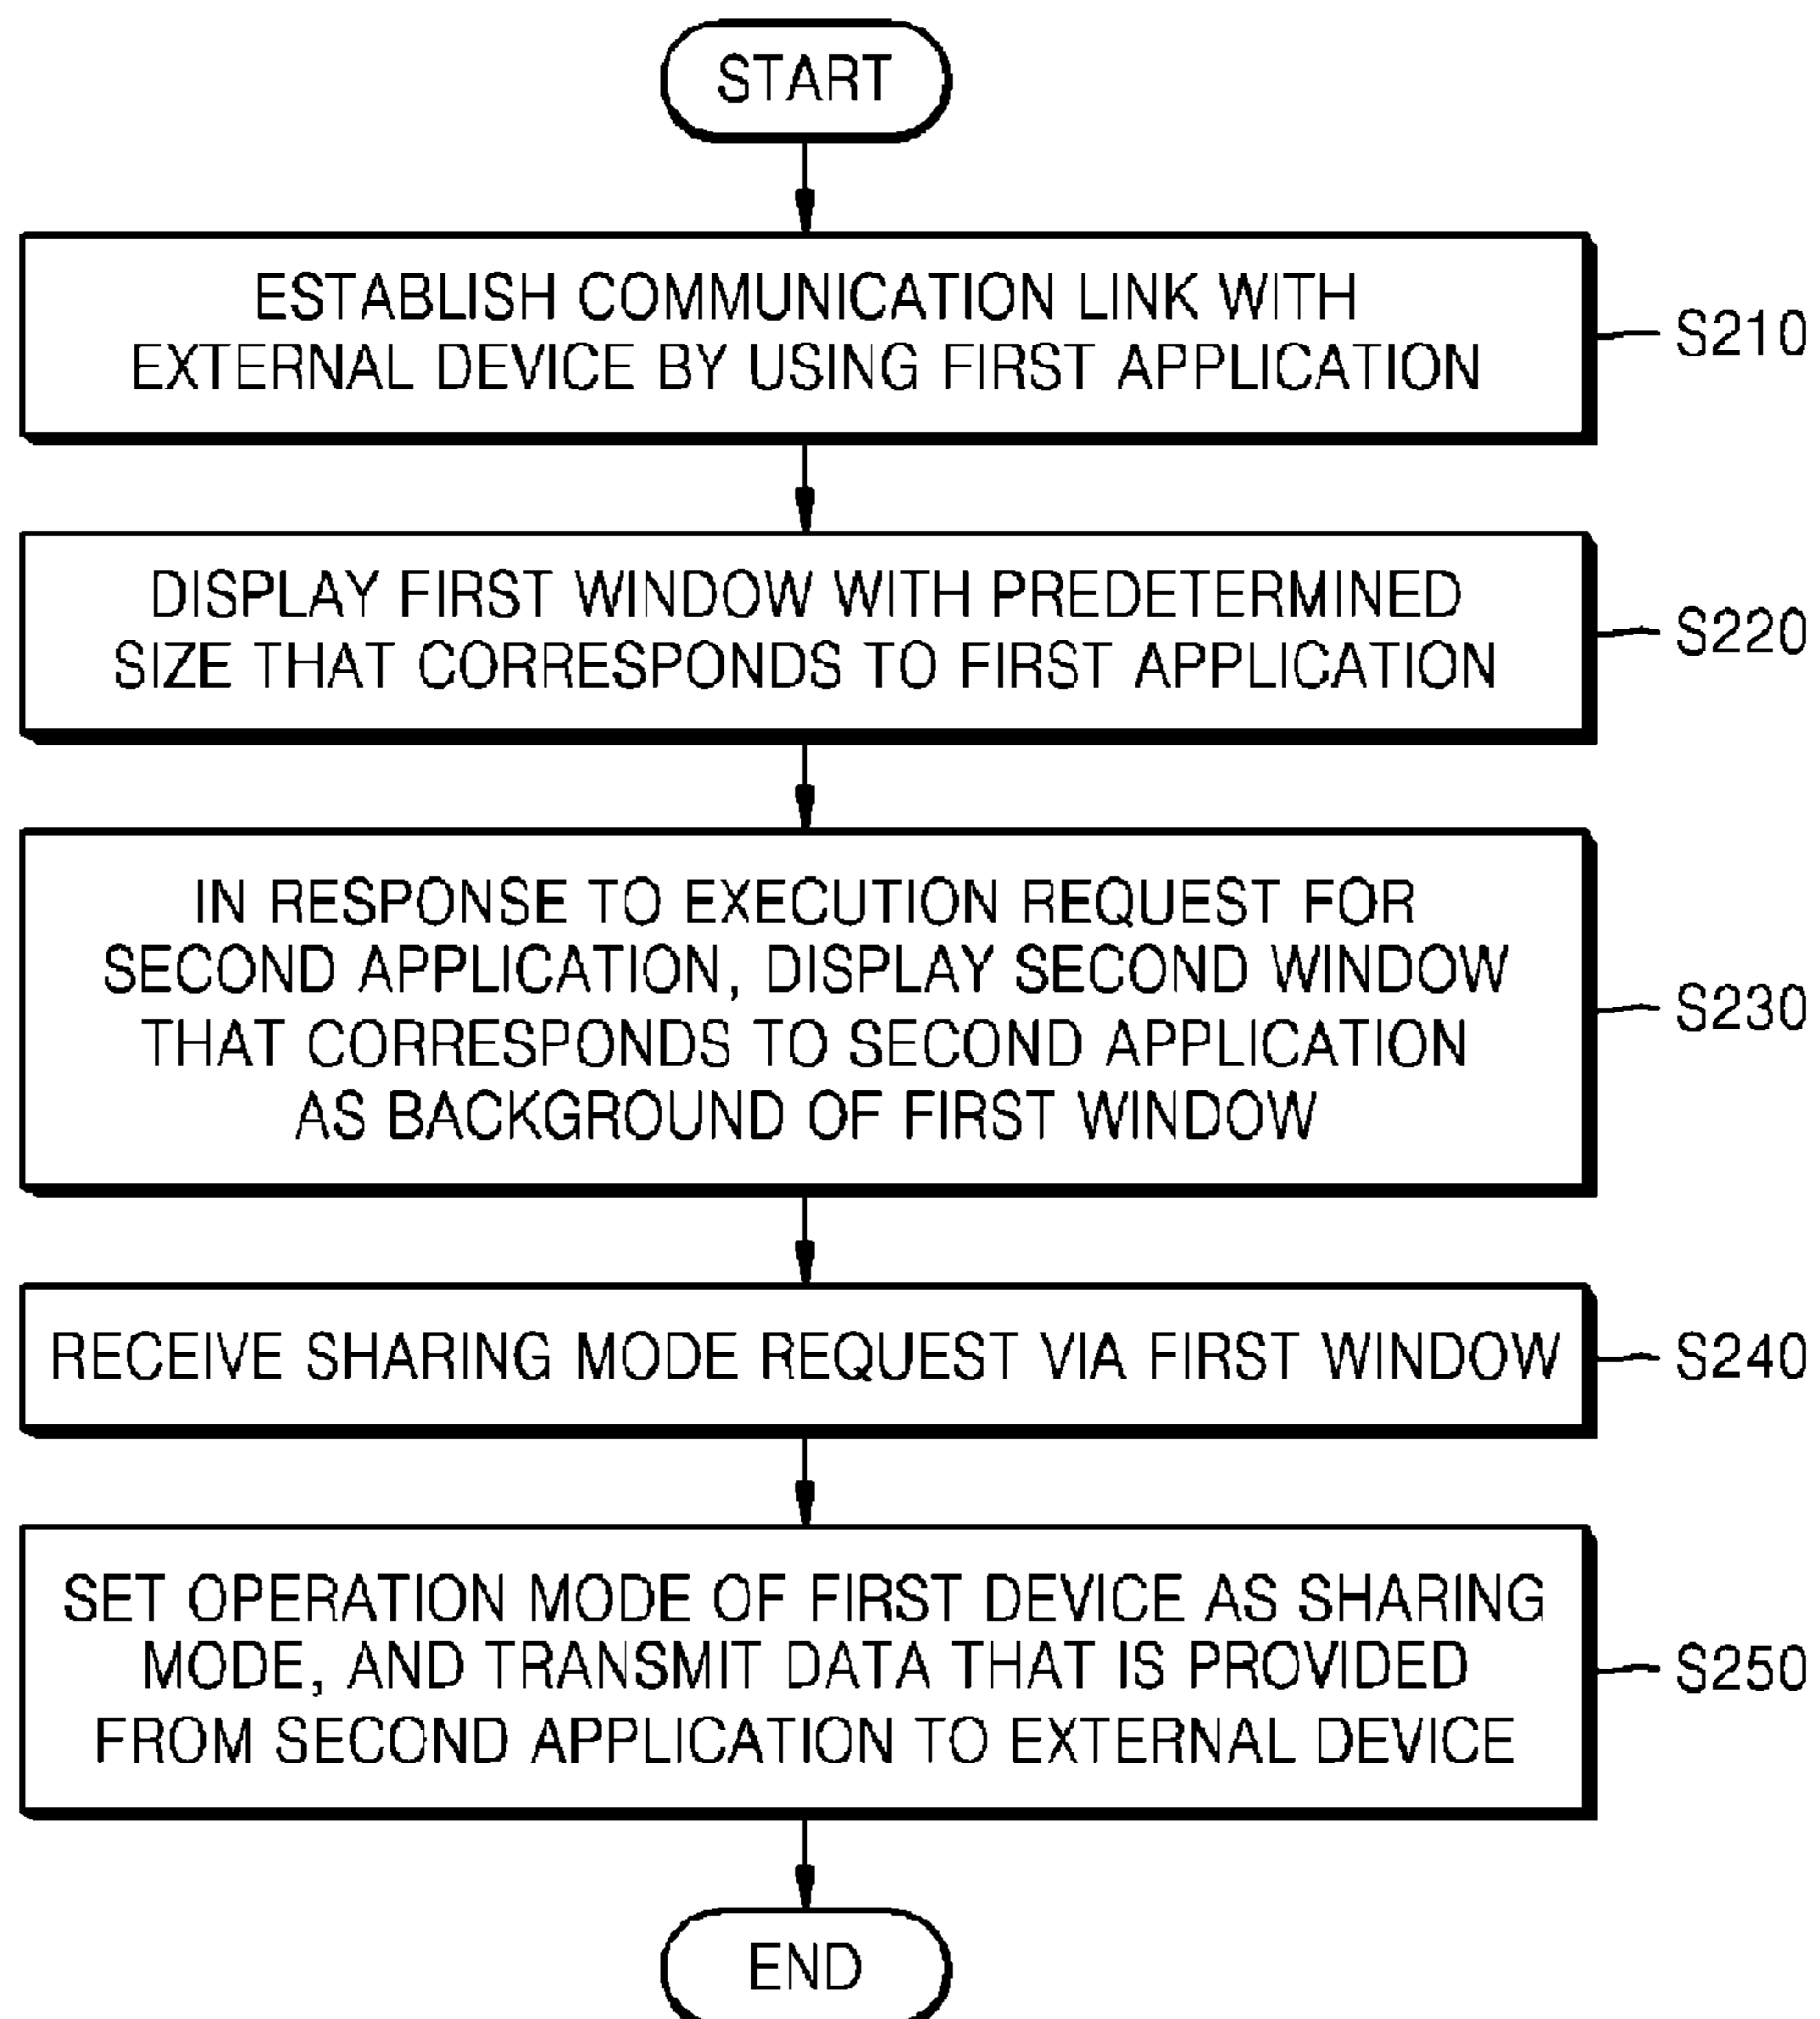 START
ESTABLISH COMMUNICATION LINK WITH
EXTERNAL DEVICE BY USING FIRST APPLICATION
S210
DISPLAY FIRST WINDOW WITH PREDETERMINED
SIZE THAT CORRESPONDS TO FIRST APPLICATION
S220
IN RESPONSE TO EXECUTION REQUEST FOR
SECOND APPLICATION, DISPLAY SECOND WINDOW
THAT CORRESPONDS TO SECOND APPLICATION
AS BACKGROUND OF FIRST WINDOW
S230
RECEIVE SHARING MODE REQUEST VIA FIRST WINDOW
S240
SET OPERATION MODE OF FIRST DEVICE AS SHARING
MODE, AND TRANSMIT DATA THAT IS PROVIDED
FROM SECOND APPLICATION TO EXTERNAL DEVICE
S250
END